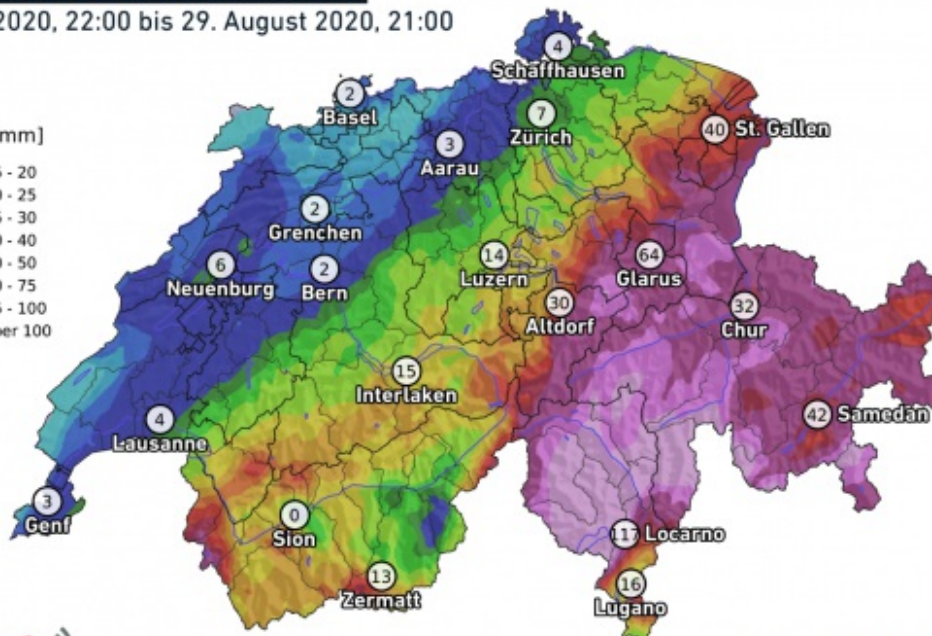 2020, 22:00 bis 29. August 2020, 21:00
mm]
- 20
- 25
- 30
- 40
- 50
- 75
- 100
er 100
4
Schaffhausen
2
Basel
7
Zürich
40 St. Gallen
3
Aarau
2
Grenchen
6
Neuenburg
2
Bern
14
Luzern
64
Glarus
30
Altdorf
32
Chur
15
Interlaken
4
Lausanne
42 Samedan
3
Genf
0
Sion
117 Locarno
13
Zermatt
16
Lugano